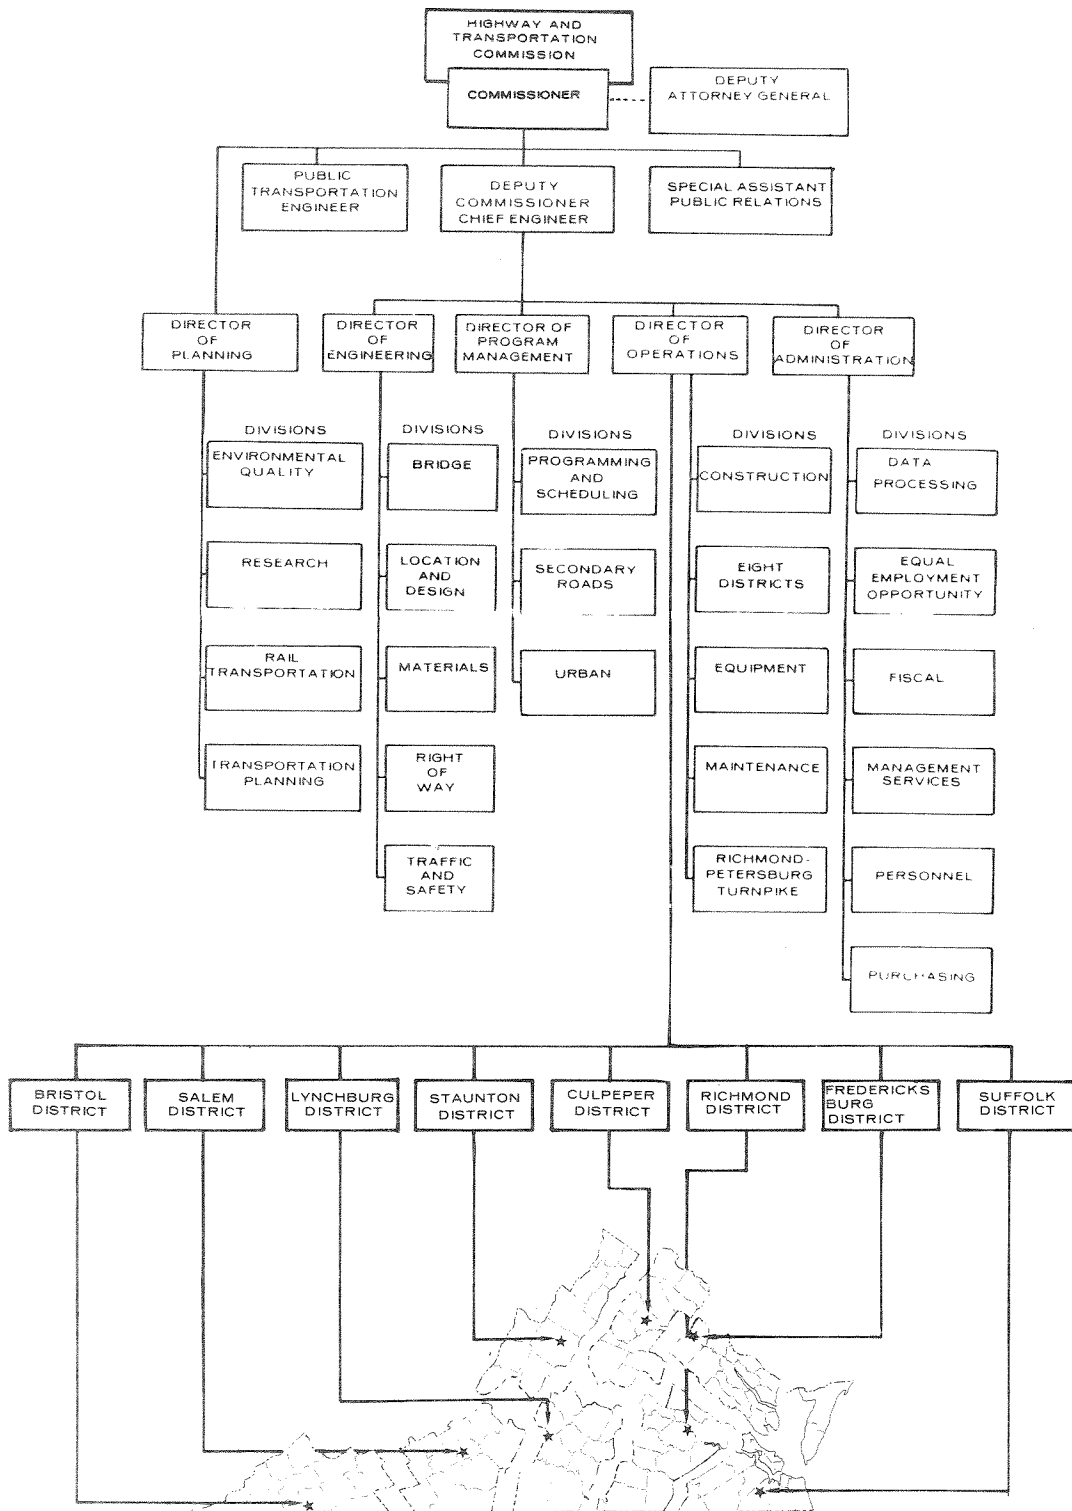 HIGHWAY AND
TRANSPORTATION
COMMISSION
COMMISSIONER
DEPUTY
ATTORNEY GENERAL
PUBLIC
TRANSPORTATION
ENGINEER
DEPUTY
COMMISSIONER
CHIEF ENGINEER
SPECIAL ASSISTANT
PUBLIC RELATIONS
DIRECTOR
OF
PLANNING
DIRECTOR
OF
ENGINEERING
DIRECTOR OF
PROGRAM
MANAGEMENT
DIRECTOR
OF
OPERATIONS
DIRECTOR
OF
ADMINISTRATION
DIVISIONS
ENVIRONMENTAL
QUALITY
RESEARCH
RAIL
TRANSPORTATION
TRANSPORTATION
PLANNING
DIVISIONS
BRIDGE
LOCATION
AND
DESIGN
MATERIALS
RIGHT
OF
WAY
TRAFFIC
AND
SAFETY
DIVISIONS
PROGRAMMING
AND
SCHEDULING
SECONDARY
ROADS
URBAN
DIVISIONS
CONSTRUCTION
EIGHT
DISTRICTS
EQUIPMENT
MAINTENANCE
RICHMOND-
PETERSBURG
TURNPIKE
DIVISIONS
DATA
PROCESSING
EQUAL
EMPLOYMENT
OPPORTUNITY
FISCAL
MANAGEMENT
SERVICES
PERSONNEL
PURCHASING
BRISTOL
DISTRICT
SALEM
DISTRICT
LYNCHBURG
DISTRICT
STAUNTON
DISTRICT
CULPEPER
DISTRICT
RICHMOND
DISTRICT
FREDERICKS
BURG
DISTRICT
SUFFOLK
DISTRICT